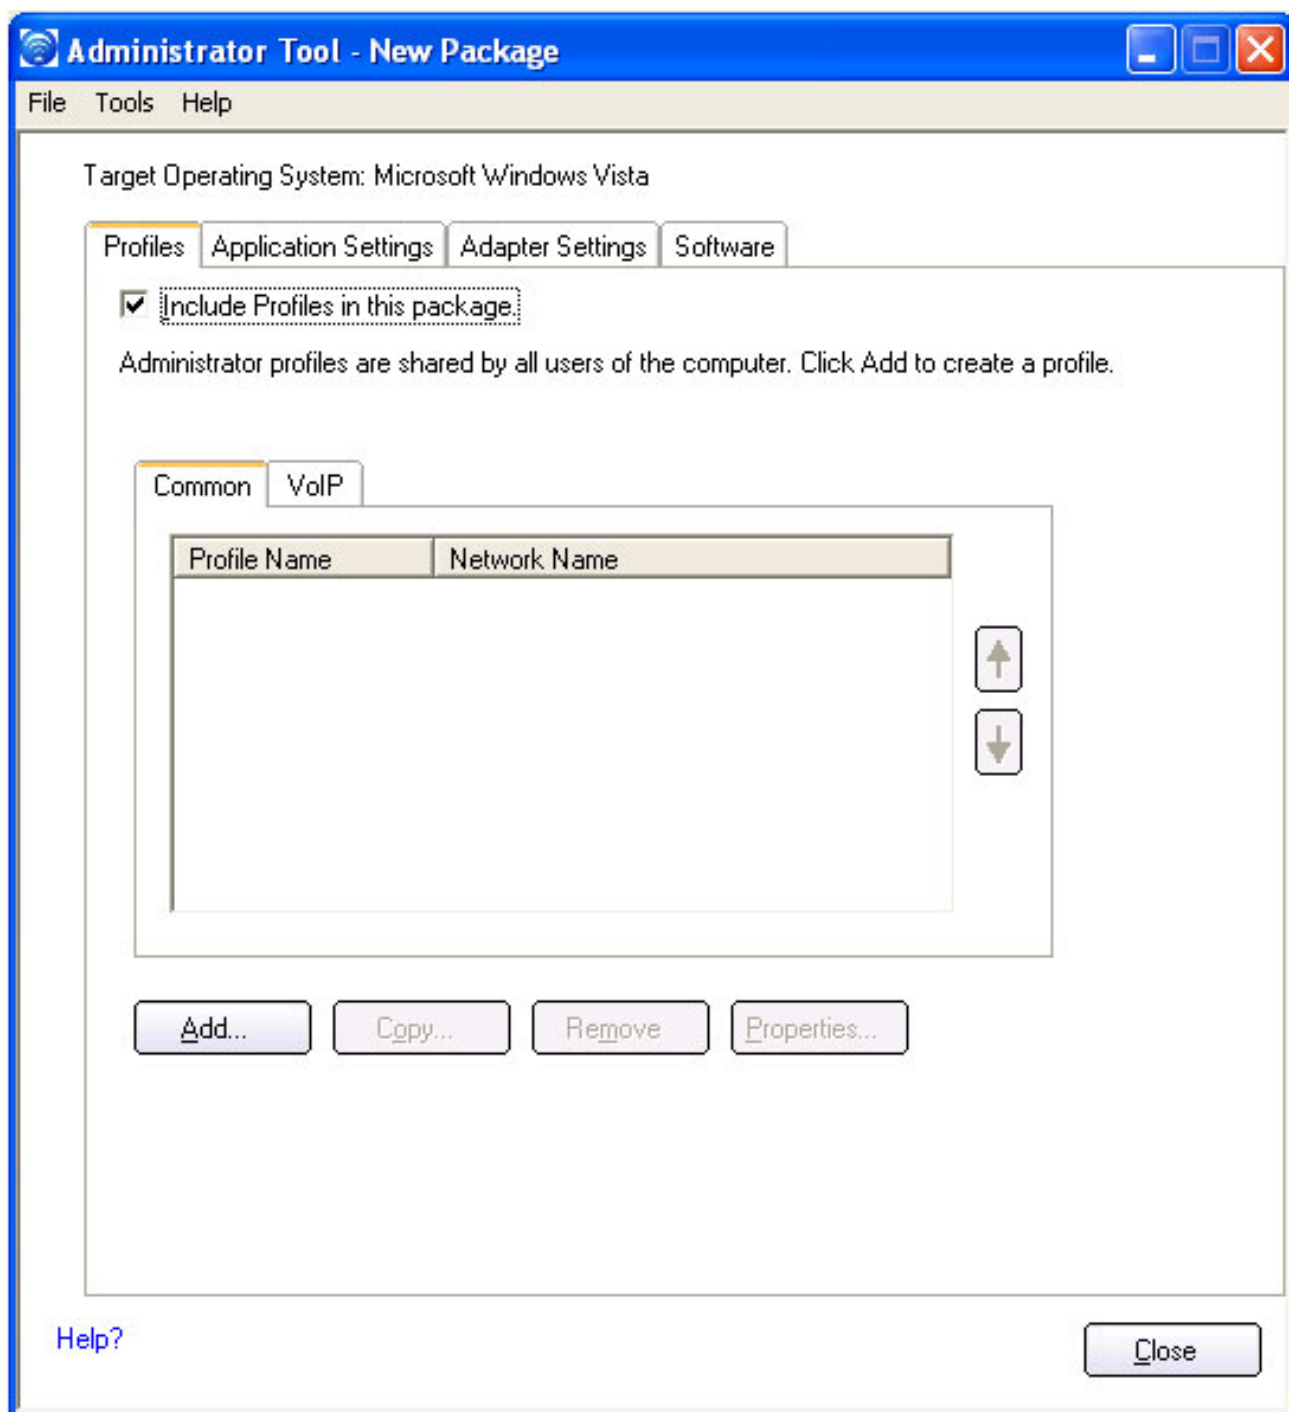 Administrator Tool - New Package
File Tools Help
Target Operating System: Microsoft Windows Vista
Profiles Application Settings Adapter Settings Software
Include Profiles in this package.
Administrator profiles are shared by all users of the computer. Click Add to create a profile.
Common VoIP
Profile Name Network Name
Add... Copy... Remove Properties...
Help?
Close